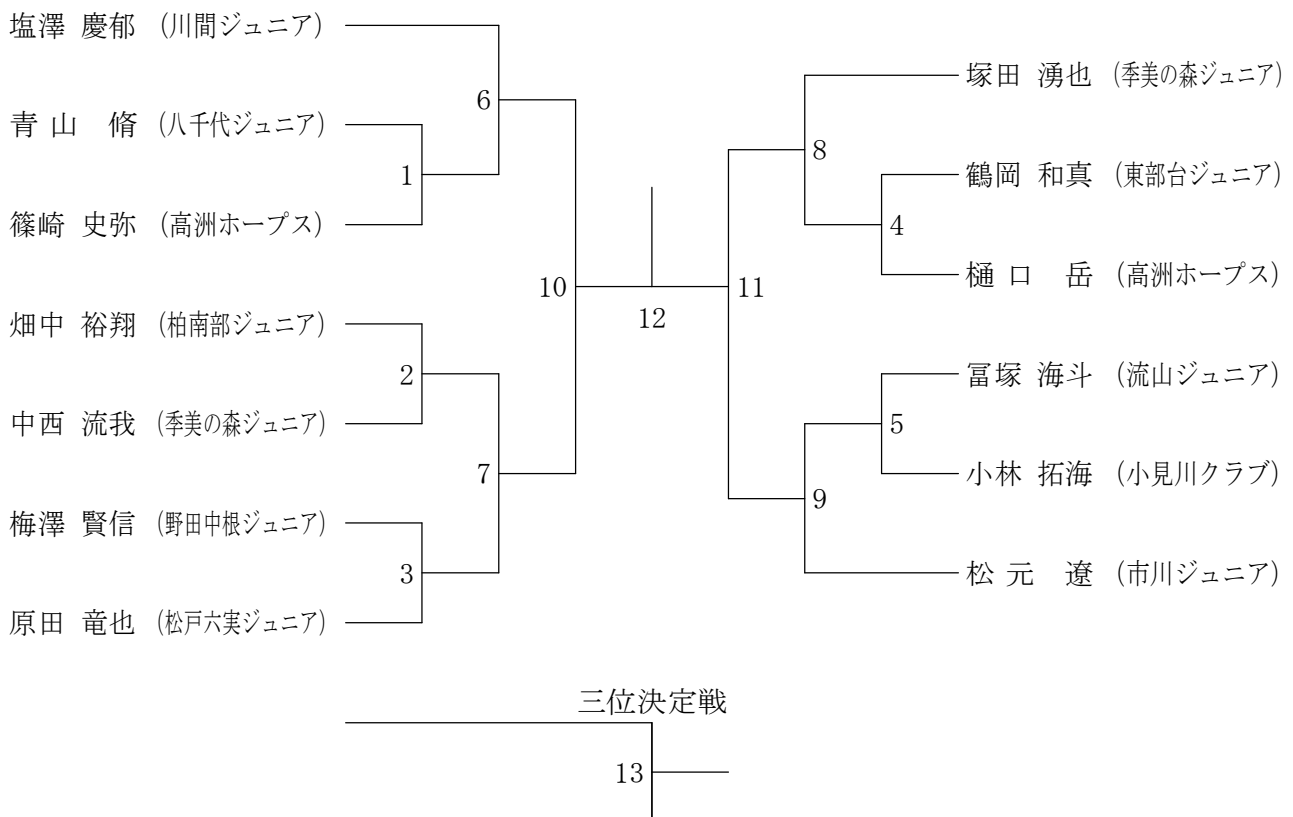 塩澤 慶郁 (川間ジュニア)
青山 脩 (八千代ジュニア)
篠崎 史弥 (高洲ホープス)
畑中 裕翔 (柏南部ジュニア)
中西 流我 (季美の森ジュニア)
梅澤 賢信 (野田中根ジュニア)
原田 竜也 (松戸六実ジュニア)
1
2
3
6
7
10
12
11
8
9
4
5
塚田 湧也 (季美の森ジュニア)
鶴岡 和真 (東部台ジュニア)
樋口 岳 (高洲ホープス)
冨塚 海斗 (流山ジュニア)
小林 拓海 (小見川クラブ)
松元 遼 (市川ジュニア)
三位決定戦
13